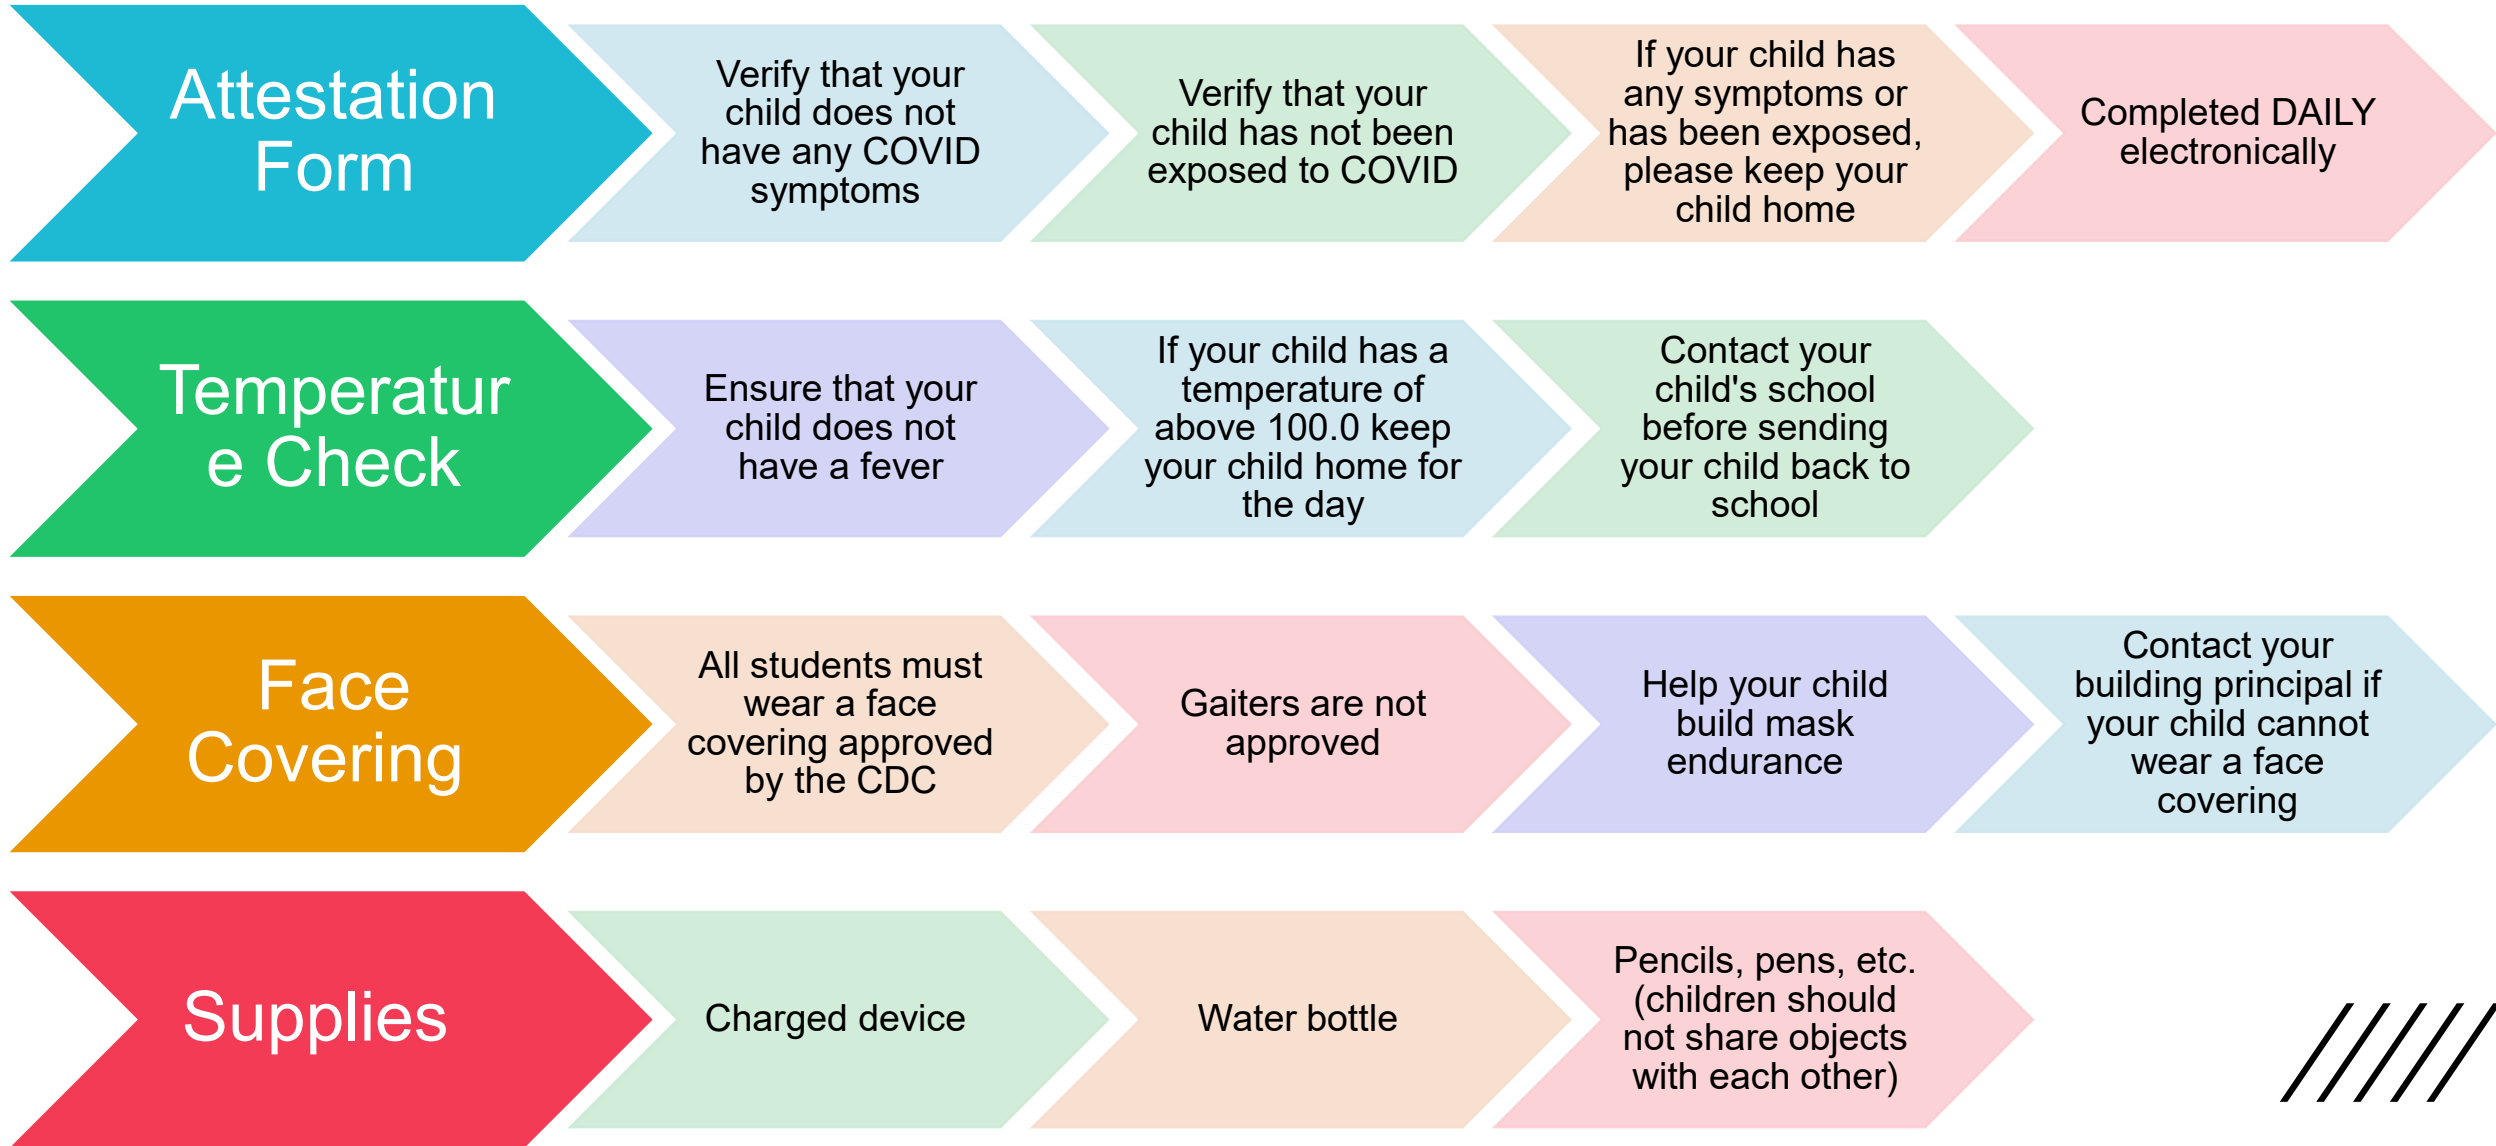 Attestation
Form
Verify that your
child does not
have any COVID
symptoms
Verify that your
child has not been
exposed to COVID
If your child has
any symptoms or
has been exposed,
please keep your
child home
Completed DAILY
electronically
Temperatur
e Check
Ensure that your
child does not
have a fever
If your child has a
temperature of
above 100.0 keep
your child home for
the day
Contact your
child's school
before sending
your child back to
school
Face
Covering
All students must
wear a face
covering approved
by the CDC
Gaiters are not
approved
Help your child
build mask
endurance
Contact your
building principal if
your child cannot
wear a face
covering
Supplies
Charged device
Water bottle
Pencils, pens, etc.
(children should
not share objects
with each other)